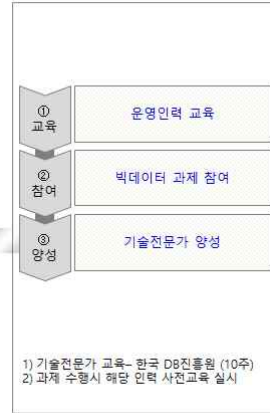 ①
교육
운영인력 교육
②
참여
빅데이터 과제 참여
③
양성
기술전문가 양성
1) 기술전문가 교육– 한국 DB진흥원 (10주)
2) 과제 수행시 해당 인력 사전교육 실시